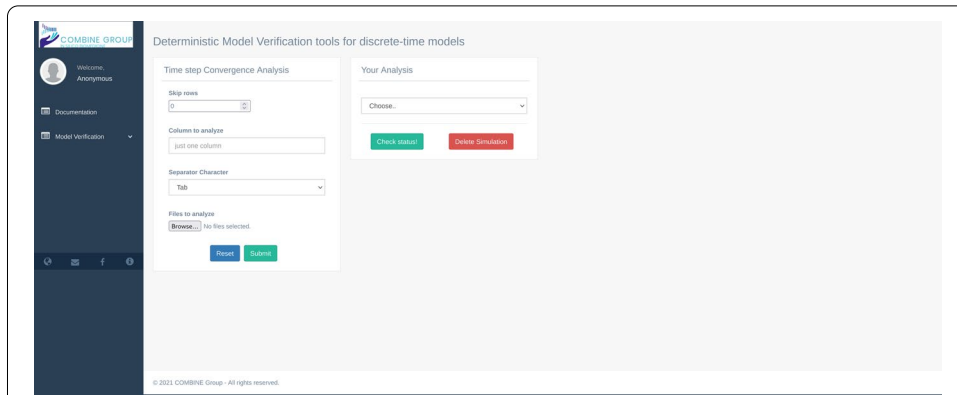 COMBINE GROUP
Welcome,
Anonymous
Documentation
Model Verification
Deterministic Model Verification tools for discrete-time models
Time step Convergence Analysis
Skip rows
0
Column to analyze
just one column
Separator Character
Tab
Files to analyze
Browse... No files selected.
Reset Submit
Your Analysis
Choose..
Check status! Delete Simulation
© 2021 COMBINE Group - All rights reserved.